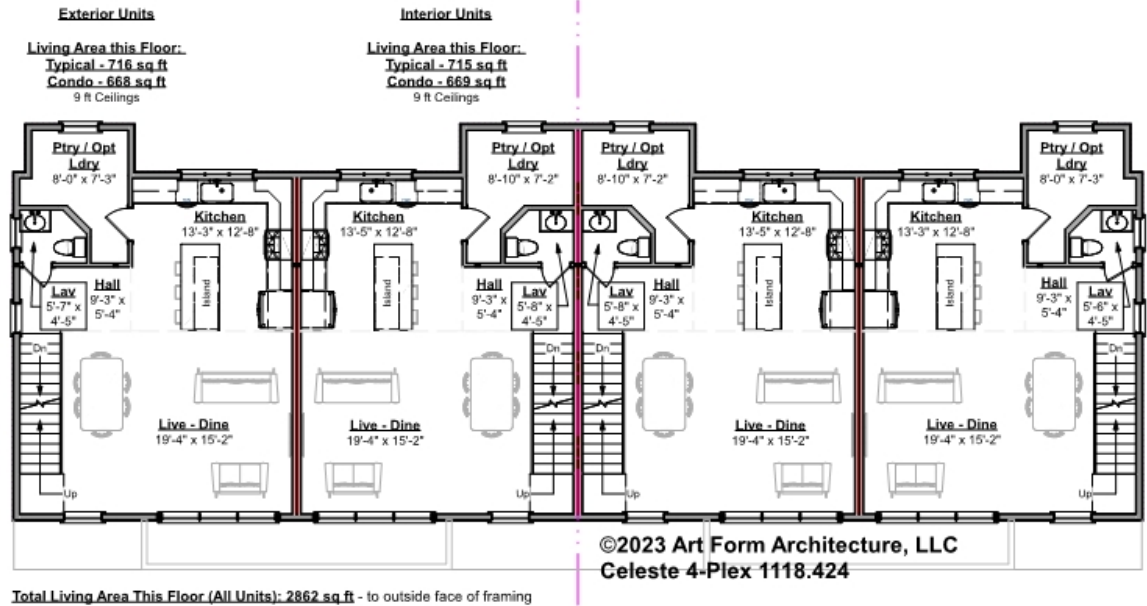 Exterior Units
Interior Units
Living Area this Floor:
Typical - 716 sq ft
Condo - 668 sq ft
9 ft Ceilings
Living Area this Floor:
Typical - 715 sq ft
Condo - 669 sq ft
9 ft Ceilings
Ptry / Opt
Ldry
8'-0" x 7'-3"
Ptry / Opt
Ldry
8'-10" x 7'-2"
Ptry / Opt
Ldry
8'-10" x 7'-2"
Ptry / Opt
Ldry
8'-0" x 7'-3"
Kitchen
13'-3" x 12'-8"
Kitchen
13'-5" x 12'-8"
Kitchen
13'-5" x 12'-8"
Kitchen
13'-3" x 12'-8"
Lav
5'-7" x
4'-5"
Hall
9'-3" x
5'-4"
Island
Island
Hall
9'-3" x
5'-4"
Lav
5'-8" x
4'-5"
Lav
5'-8" x
4'-5"
Hall
9'-3" x
5'-4"
Island
Island
Hall
9'-3" x
5'-4"
Lav
5'-6" x
4'-5"
Dn
Dn
Dn
Dn
Live - Dine
19'-4" x 15'-2"
Live - Dine
19'-4" x 15'-2"
Live - Dine
19'-4" x 15'-2"
Live - Dine
19'-4" x 15'-2"
Up
Up
Up
Up
©2023 Art Form Architecture, LLC
Celeste 4-Plex 1118.424
Total Living Area This Floor (All Units): 2862 sq ft - to outside face of framing